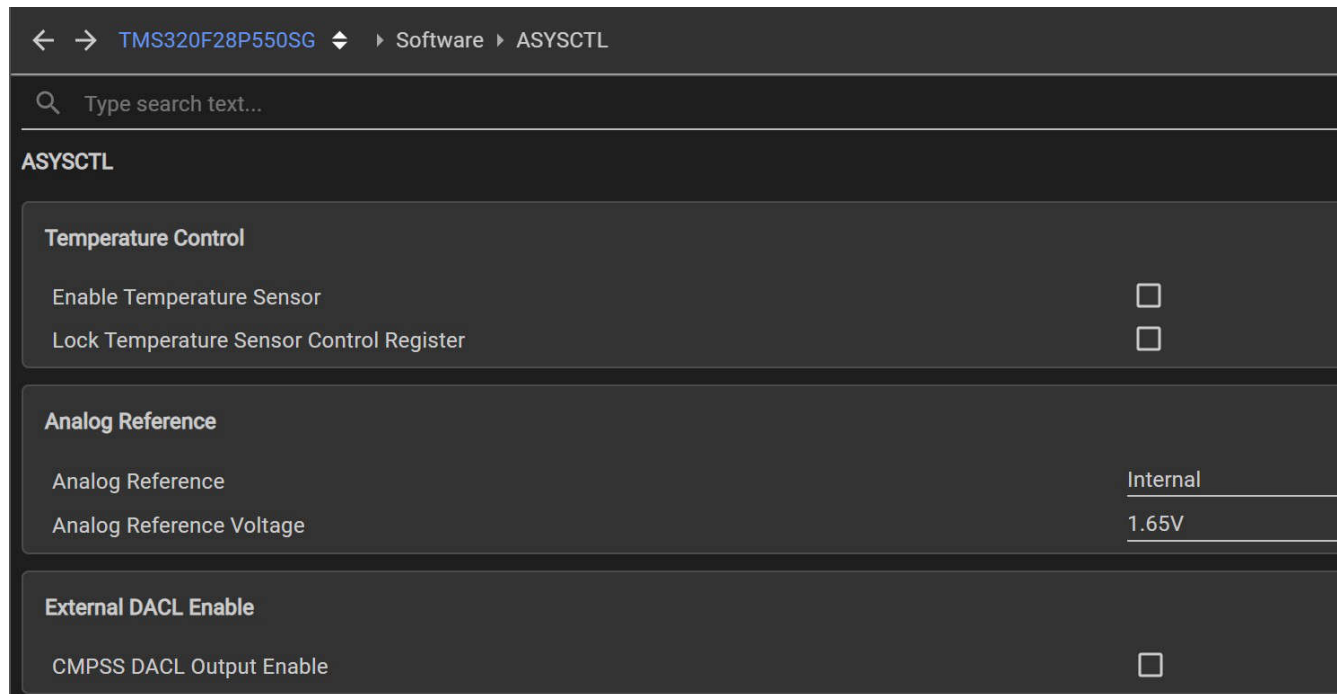 TMS320F28P550SG Software ASYSCTL
Type search text...
ASYSCTL
Temperature Control
Enable Temperature Sensor
Lock Temperature Sensor Control Register
Analog Reference
Analog Reference Internal
Analog Reference Voltage 1.65V
External DACL Enable
CMPSS DACL Output Enable